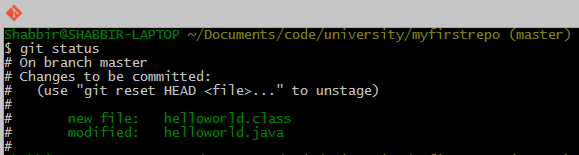 Shabbir@SHABBIR-LAPTOP ~/Documents/code/university/myfirstrepo (master)
$ git status
# On branch master
# Changes to be committed:
#   (use "git reset HEAD <file>..." to unstage)
#
#       new file:   helloworld.class
#       modified:   helloworld.java
#